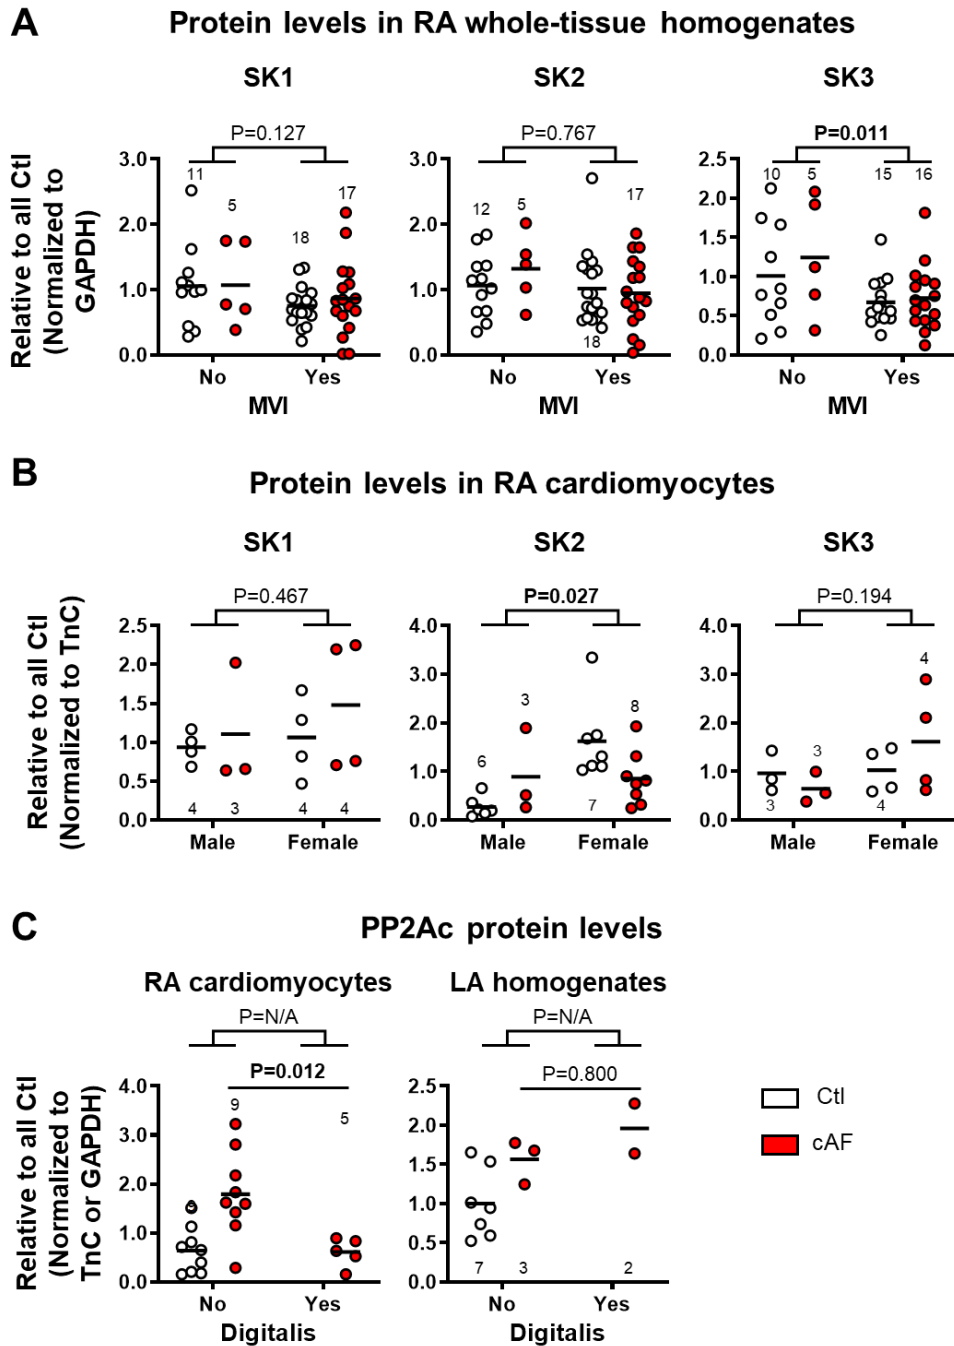 A Protein levels in RA whole-tissue homogenates
SK1 SK2 SK3
P=0.127 P=0.767 P=0.011
Relative to all Ctl
(Normalized to
GAPDH)
3.0 3.0 2.5
11 5 18 17
12 5 18 17
10 5 15 16
2.0 2.0 2.0
1.5
1.0 1.0 1.0
0.5
0.0 0.0 0.0
No Yes No Yes No Yes
MVI MVI MVI
B Protein levels in RA cardiomyocytes
SK1 SK2 SK3
P=0.467 P=0.027 P=0.194
Relative to all Ctl
(Normalized to TnC)
2.5 4.0 4.0
2.0 3.0 3.0
1.5 2.0 2.0
1.0 1.0 1.0
0.5
0.0 0.0 0.0
4 3 4 4
6 3 7 8
3 3 4 4
Male Female Male Female Male Female
C PP2Ac protein levels
RA cardiomyocytes LA homogenates
P=N/A P=N/A
P=0.012 P=0.800
Relative to all Ctl
(Normalized to
TnC or GAPDH)
4.0 2.5
3.0 2.0
2.0 1.5
1.0 1.0
0.5
0.0 0.0
9 5
7 3 2
No Yes No Yes
Digitalis Digitalis
Ctl
cAF